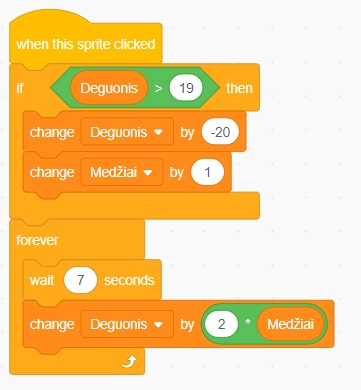 when this sprite clicked
if Deguonis > 19 then
change Deguonis by -20
change Medžiai by 1
forever
wait 7 seconds
change Deguonis by 2 * Medžiai